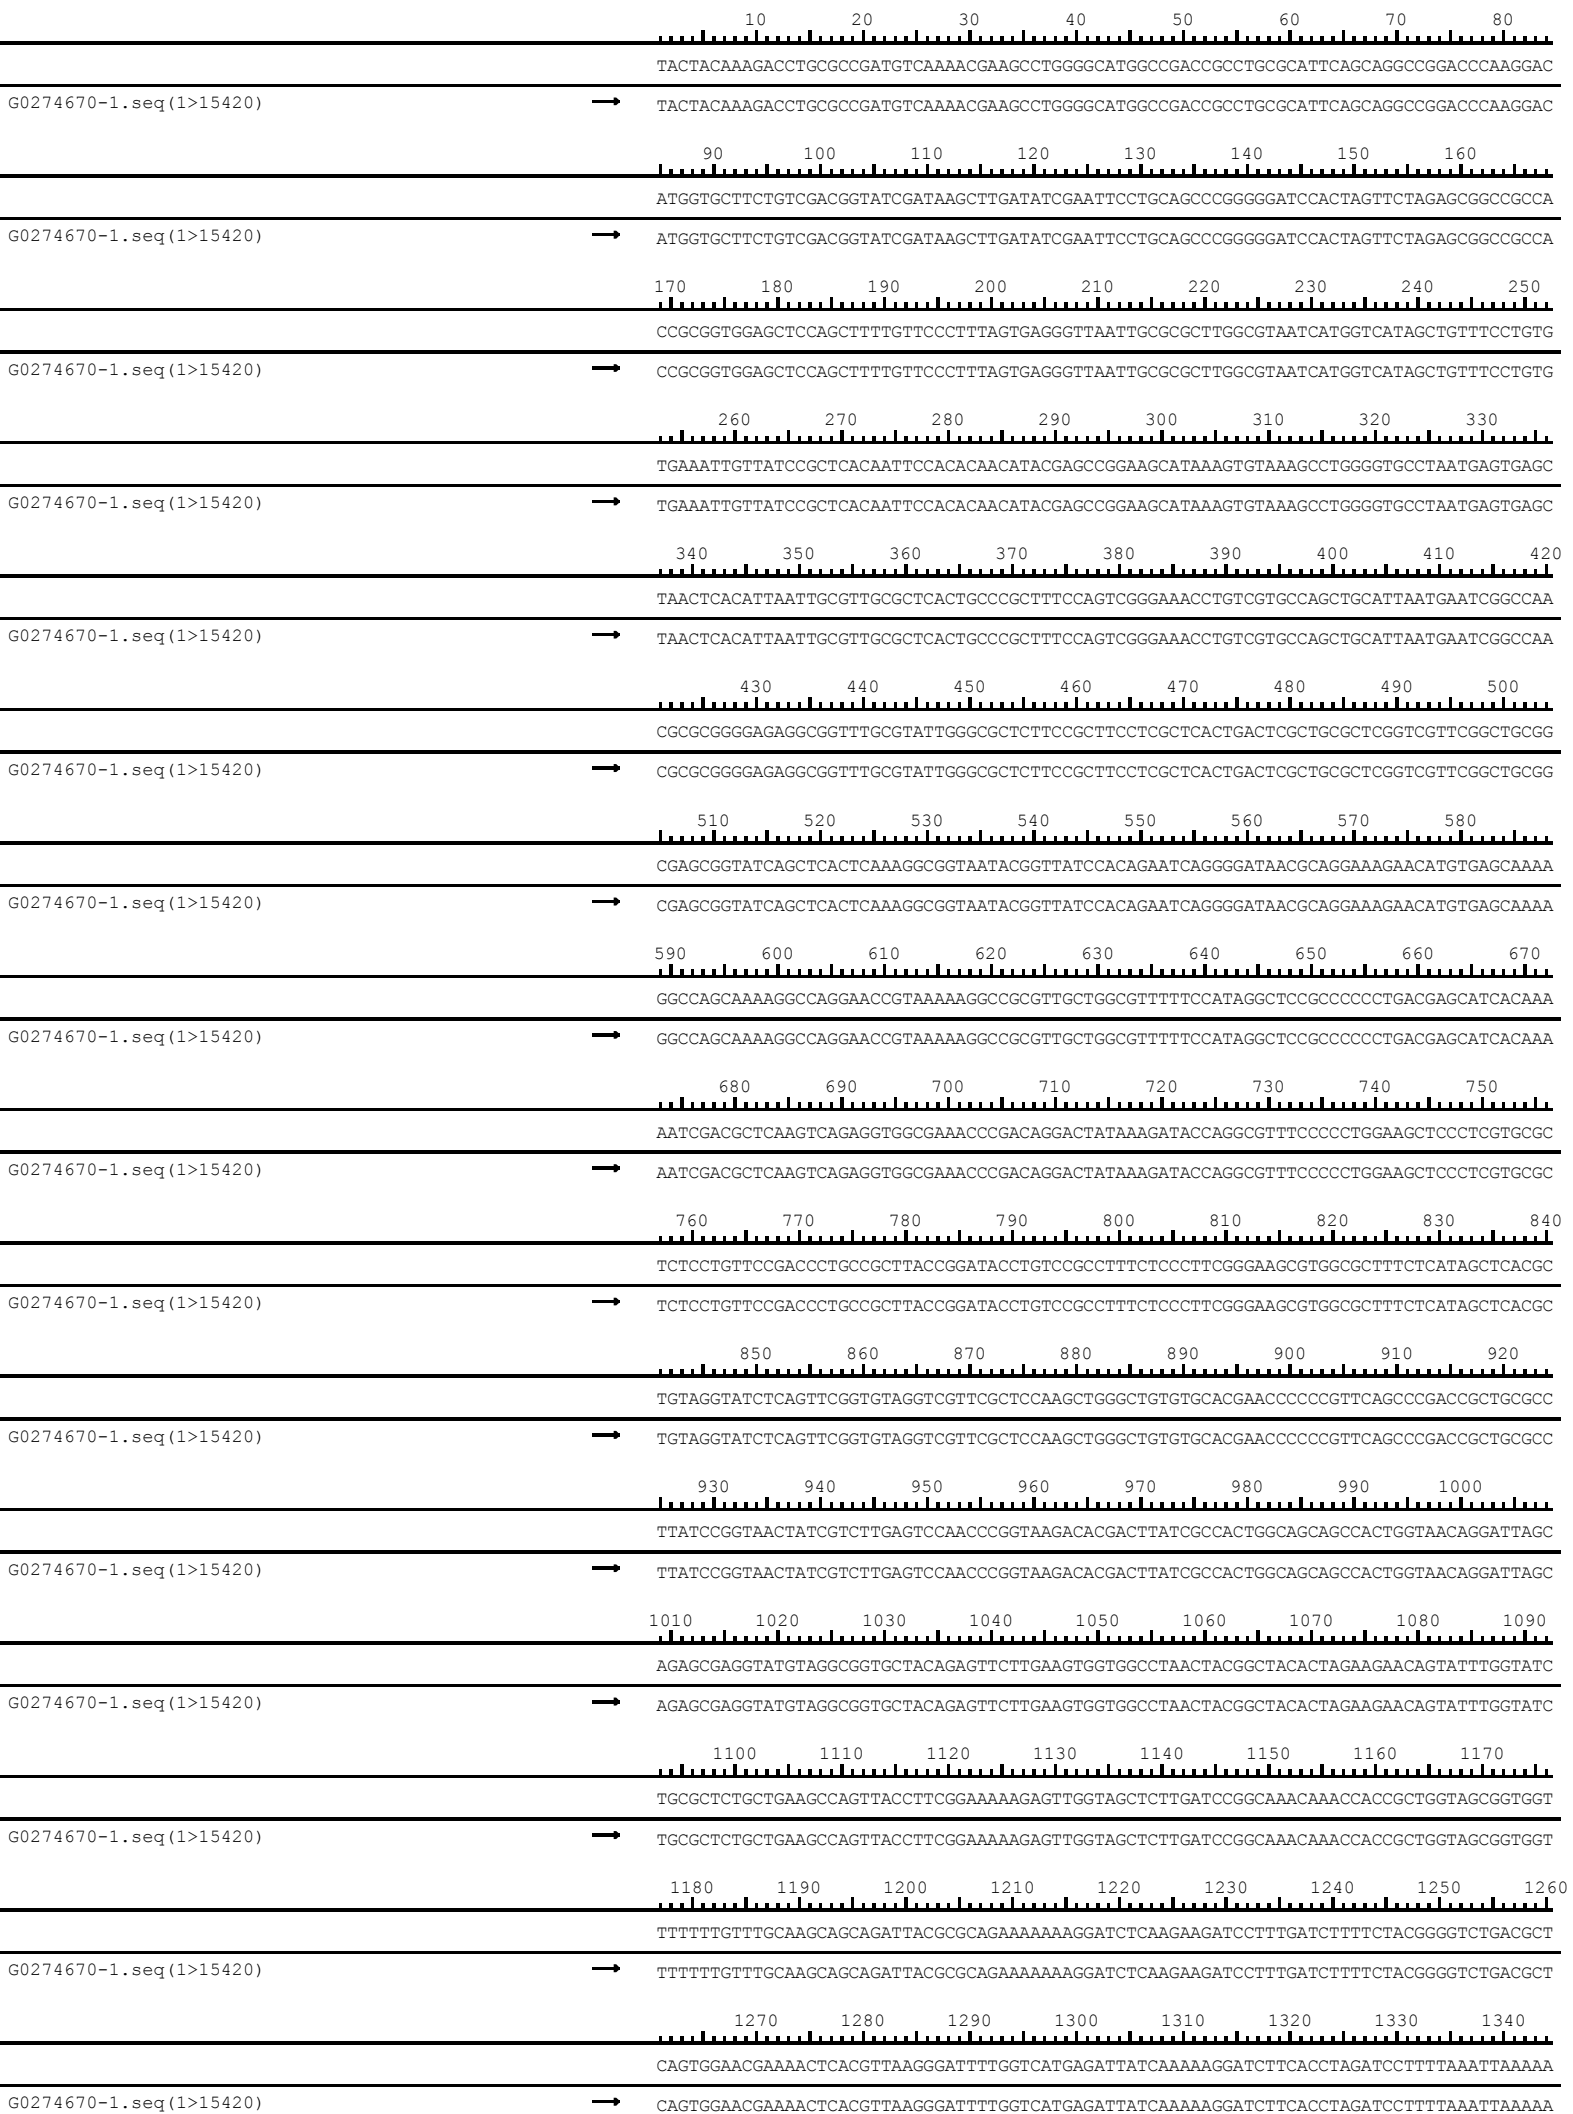 10 20 30 40 50 60 70 80
TACTACAAAGACCTGCGCCGATGTCAAAACGAAGCCTGGGGCATGGCCGACCGCCTGCGCATTCAGCAGGCCGGACCCAAGGAC
G0274670-1.seq(1>15420) → TACTACAAAGACCTGCGCCGATGTCAAAACGAAGCCTGGGGCATGGCCGACCGCCTGCGCATTCAGCAGGCCGGACCCAAGGAC
90 100 110 120 130 140 150 160
ATGGTGCTTCTGTCGACGGTATCGATAAGCTTGATATCGAATTCCTGCAGCCCGGGGGATCCACTAGTTCTAGAGCGGCCGCCA
G0274670-1.seq(1>15420) → ATGGTGCTTCTGTCGACGGTATCGATAAGCTTGATATCGAATTCCTGCAGCCCGGGGGATCCACTAGTTCTAGAGCGGCCGCCA
170 180 190 200 210 220 230 240 250
CCGCGGTGGAGCTCCAGCTTTTGTTCCCTTTAGTGAGGGTTAATTGCGCGCTTGGCGTAATCATGGTCATAGCTGTTTCCTGTG
G0274670-1.seq(1>15420) → CCGCGGTGGAGCTCCAGCTTTTGTTCCCTTTAGTGAGGGTTAATTGCGCGCTTGGCGTAATCATGGTCATAGCTGTTTCCTGTG
260 270 280 290 300 310 320 330
TGAAATTGTTATCCGCTCACAATTCCACACAACATACGAGCCGGAAGCATAAAGTGTAAAGCCTGGGGTGCCTAATGAGTGAGC
G0274670-1.seq(1>15420) → TGAAATTGTTATCCGCTCACAATTCCACACAACATACGAGCCGGAAGCATAAAGTGTAAAGCCTGGGGTGCCTAATGAGTGAGC
340 350 360 370 380 390 400 410 420
TAACTCACATTAATTGCGTTGCGCTCACTGCCCGCTTTCCAGTCGGGAAACCTGTCGTGCCAGCTGCATTAATGAATCGGCCAA
G0274670-1.seq(1>15420) → TAACTCACATTAATTGCGTTGCGCTCACTGCCCGCTTTCCAGTCGGGAAACCTGTCGTGCCAGCTGCATTAATGAATCGGCCAA
430 440 450 460 470 480 490 500
CGCGCGGGGAGAGGCGGTTTGCGTATTGGGCGCTCTTCCGCTTCCTCGCTCACTGACTCGCTGCGCTCGGTCGTTCGGCTGCGG
G0274670-1.seq(1>15420) → CGCGCGGGGAGAGGCGGTTTGCGTATTGGGCGCTCTTCCGCTTCCTCGCTCACTGACTCGCTGCGCTCGGTCGTTCGGCTGCGG
510 520 530 540 550 560 570 580
CGAGCGGTATCAGCTCACTCAAAGGCGGTAATACGGTTATCCACAGAATCAGGGGATAACGCAGGAAAGAACATGTGAGCAAAA
G0274670-1.seq(1>15420) → CGAGCGGTATCAGCTCACTCAAAGGCGGTAATACGGTTATCCACAGAATCAGGGGATAACGCAGGAAAGAACATGTGAGCAAAA
590 600 610 620 630 640 650 660 670
GGCCAGCAAAAGGCCAGGAACCGTAAAAAGGCCGCGTTGCTGGCGTTTTTCCATAGGCTCCGCCCCCCTGACGAGCATCACAAA
G0274670-1.seq(1>15420) → GGCCAGCAAAAGGCCAGGAACCGTAAAAAGGCCGCGTTGCTGGCGTTTTTCCATAGGCTCCGCCCCCCTGACGAGCATCACAAA
680 690 700 710 720 730 740 750
AATCGACGCTCAAGTCAGAGGTGGCGAAACCCGACAGGACTATAAAGATACCAGGCGTTTCCCCCTGGAAGCTCCCTCGTGCGC
G0274670-1.seq(1>15420) → AATCGACGCTCAAGTCAGAGGTGGCGAAACCCGACAGGACTATAAAGATACCAGGCGTTTCCCCCTGGAAGCTCCCTCGTGCGC
760 770 780 790 800 810 820 830 840
TCTCCTGTTCCGACCCTGCCGCTTACCGGATACCTGTCCGCCTTTCTCCCTTCGGGAAGCGTGGCGCTTTCTCATAGCTCACGC
G0274670-1.seq(1>15420) → TCTCCTGTTCCGACCCTGCCGCTTACCGGATACCTGTCCGCCTTTCTCCCTTCGGGAAGCGTGGCGCTTTCTCATAGCTCACGC
850 860 870 880 890 900 910 920
TGTAGGTATCTCAGTTCGGTGTAGGTCGTTCGCTCCAAGCTGGGCTGTGTGCACGAACCCCCCGTTCAGCCCGACCGCTGCGCC
G0274670-1.seq(1>15420) → TGTAGGTATCTCAGTTCGGTGTAGGTCGTTCGCTCCAAGCTGGGCTGTGTGCACGAACCCCCCGTTCAGCCCGACCGCTGCGCC
930 940 950 960 970 980 990 1000
TTATCCGGTAACTATCGTCTTGAGTCCAACCCGGTAAGACACGACTTATCGCCACTGGCAGCAGCCACTGGTAACAGGATTAGC
G0274670-1.seq(1>15420) → TTATCCGGTAACTATCGTCTTGAGTCCAACCCGGTAAGACACGACTTATCGCCACTGGCAGCAGCCACTGGTAACAGGATTAGC
1010 1020 1030 1040 1050 1060 1070 1080 1090
AGAGCGAGGTATGTAGGCGGTGCTACAGAGTTCTTGAAGTGGTGGCCTAACTACGGCTACACTAGAAGAACAGTATTTGGTATC
G0274670-1.seq(1>15420) → AGAGCGAGGTATGTAGGCGGTGCTACAGAGTTCTTGAAGTGGTGGCCTAACTACGGCTACACTAGAAGAACAGTATTTGGTATC
1100 1110 1120 1130 1140 1150 1160 1170
TGCGCTCTGCTGAAGCCAGTTACCTTCGGAAAAAGAGTTGGTAGCTCTTGATCCGGCAAACAAACCACCGCTGGTAGCGGTGGT
G0274670-1.seq(1>15420) → TGCGCTCTGCTGAAGCCAGTTACCTTCGGAAAAAGAGTTGGTAGCTCTTGATCCGGCAAACAAACCACCGCTGGTAGCGGTGGT
1180 1190 1200 1210 1220 1230 1240 1250 1260
TTTTTTGTTTGCAAGCAGCAGATTACGCGCAGAAAAAAAGGATCTCAAGAAGATCCTTTGATCTTTTCTACGGGGTCTGACGCT
G0274670-1.seq(1>15420) → TTTTTTGTTTGCAAGCAGCAGATTACGCGCAGAAAAAAAGGATCTCAAGAAGATCCTTTGATCTTTTCTACGGGGTCTGACGCT
1270 1280 1290 1300 1310 1320 1330 1340
CAGTGGAACGAAAACTCACGTTAAGGGATTTTGGTCATGAGATTATCAAAAAGGATCTTCACCTAGATCCTTTTAAATTAAAAA
G0274670-1.seq(1>15420) → CAGTGGAACGAAAACTCACGTTAAGGGATTTTGGTCATGAGATTATCAAAAAGGATCTTCACCTAGATCCTTTTAAATTAAAAA